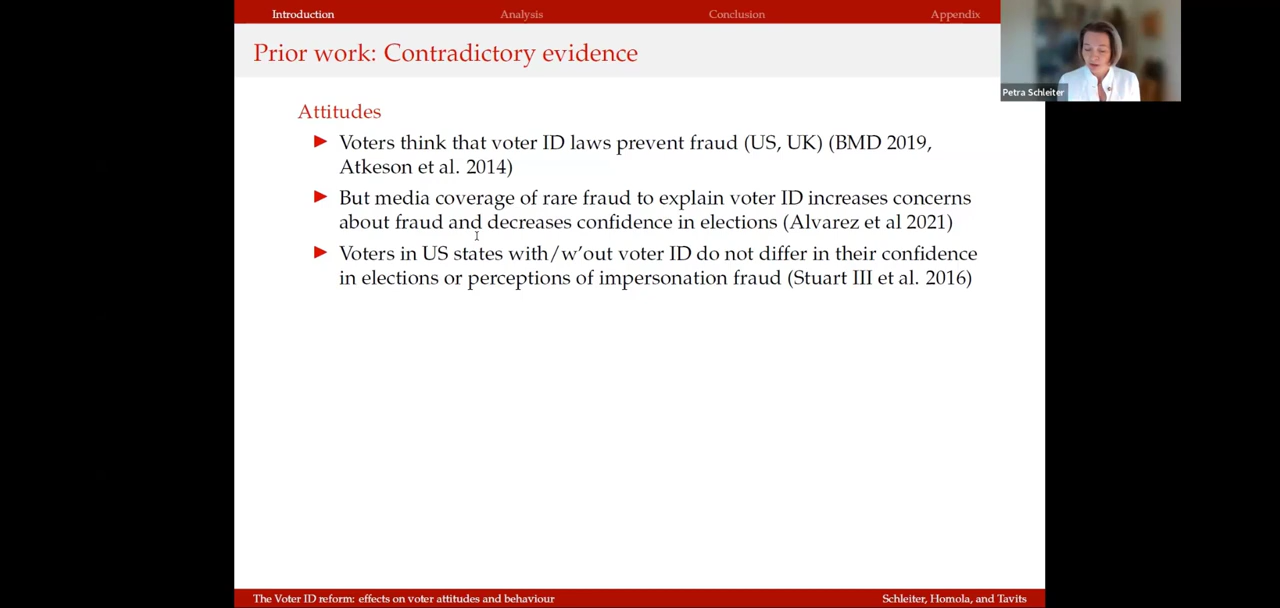 Introduction Analysis Conclusion Appendix
Prior work: Contradictory evidence
Petra Schleiter
Attitudes
Voters think that voter ID laws prevent fraud (US, UK) (BMD 2019,
Atkeson et al. 2014)
But media coverage of rare fraud to explain voter ID increases concerns
about fraud and decreases confidence in elections (Alvarez et al 2021)
Voters in US states with/w'out voter ID do not differ in their confidence
in elections or perceptions of impersonation fraud (Stuart III et al. 2016)
The Voter ID reform: effects on voter attitudes and behaviour Schleiter, Homola, and Tavits